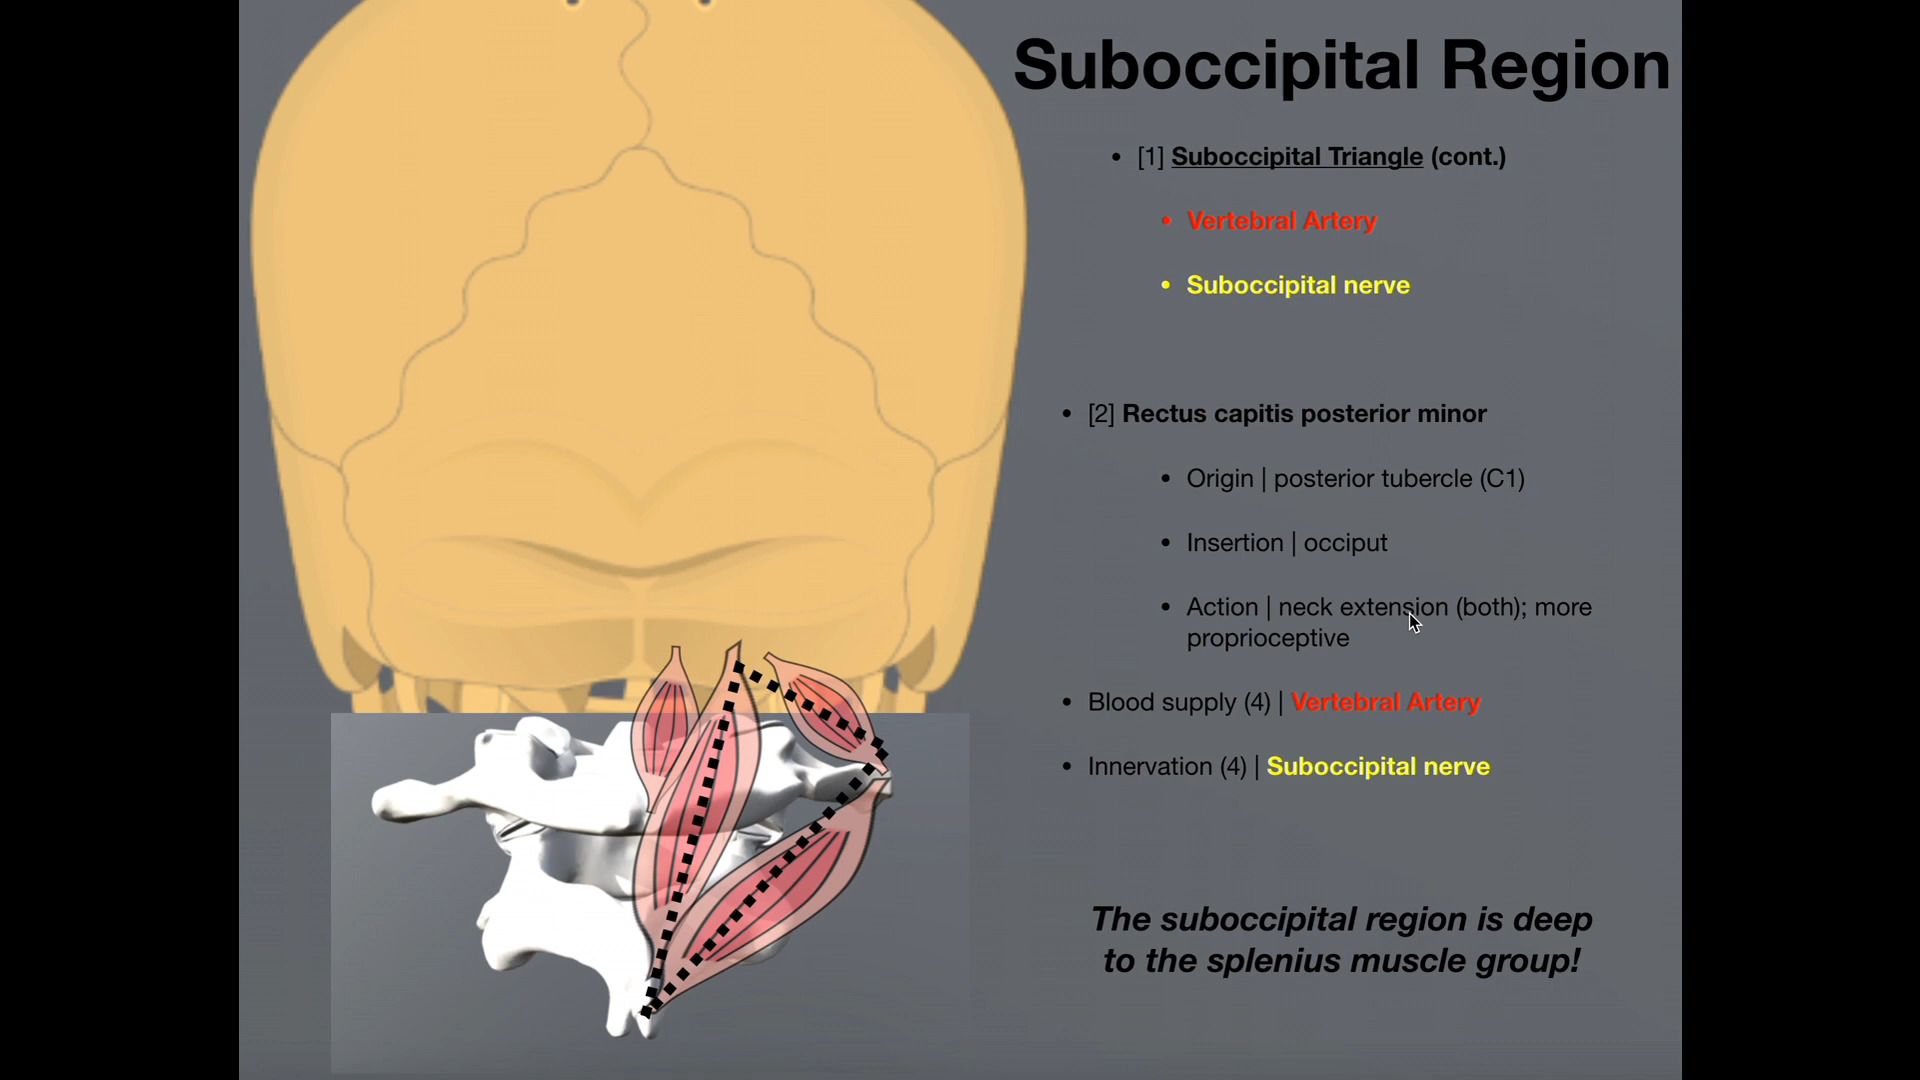 Suboccipital Region
• [1] Suboccipital Triangle (cont.)
• Vertebral Artery
• Suboccipital nerve
• [2] Rectus capitis posterior minor
• Origin | posterior tubercle (C1)
• Insertion | occiput
• Action | neck extension (both); more
proprioceptive
• Blood supply (4) | Vertebral Artery
• Innervation (4) | Suboccipital nerve
The suboccipital region is deep
to the splenius muscle group!